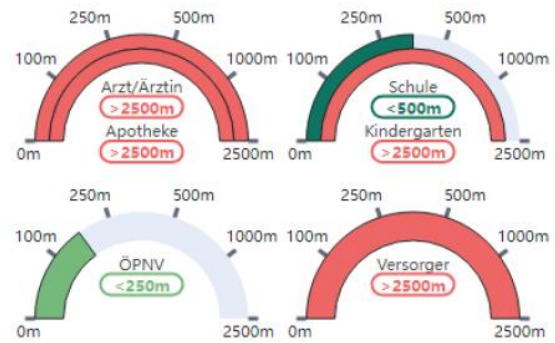 250m 500m
100m 1000m
Arzt/Ärztin
>2500m
Apotheke
>2500m
0m 2500m
250m 500m
100m 1000m
Schule
<500m
Kindergarten
>2500m
0m 2500m
250m 500m
100m 1000m
ÖPNV
<250m
0m 2500m
250m 500m
100m 1000m
Versorger
>2500m
0m 2500m